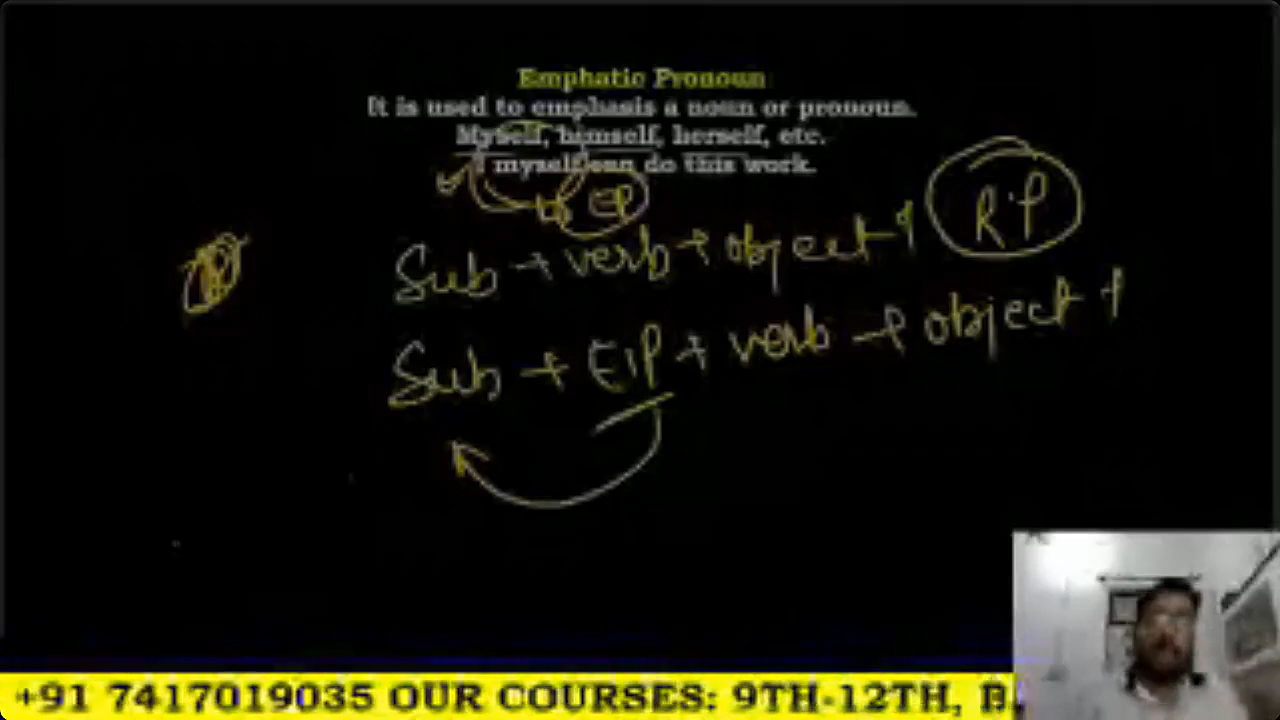 Emphatic Pronoun
It is used to emphasis a noun or pronoun.
Myself, himself, herself, etc.
I myself can do this work.
EP
Sub + verb + object + R.P
Sub + E.P + verb + object +
+91 7417019035 OUR COURSES: 9TH-12TH, B.